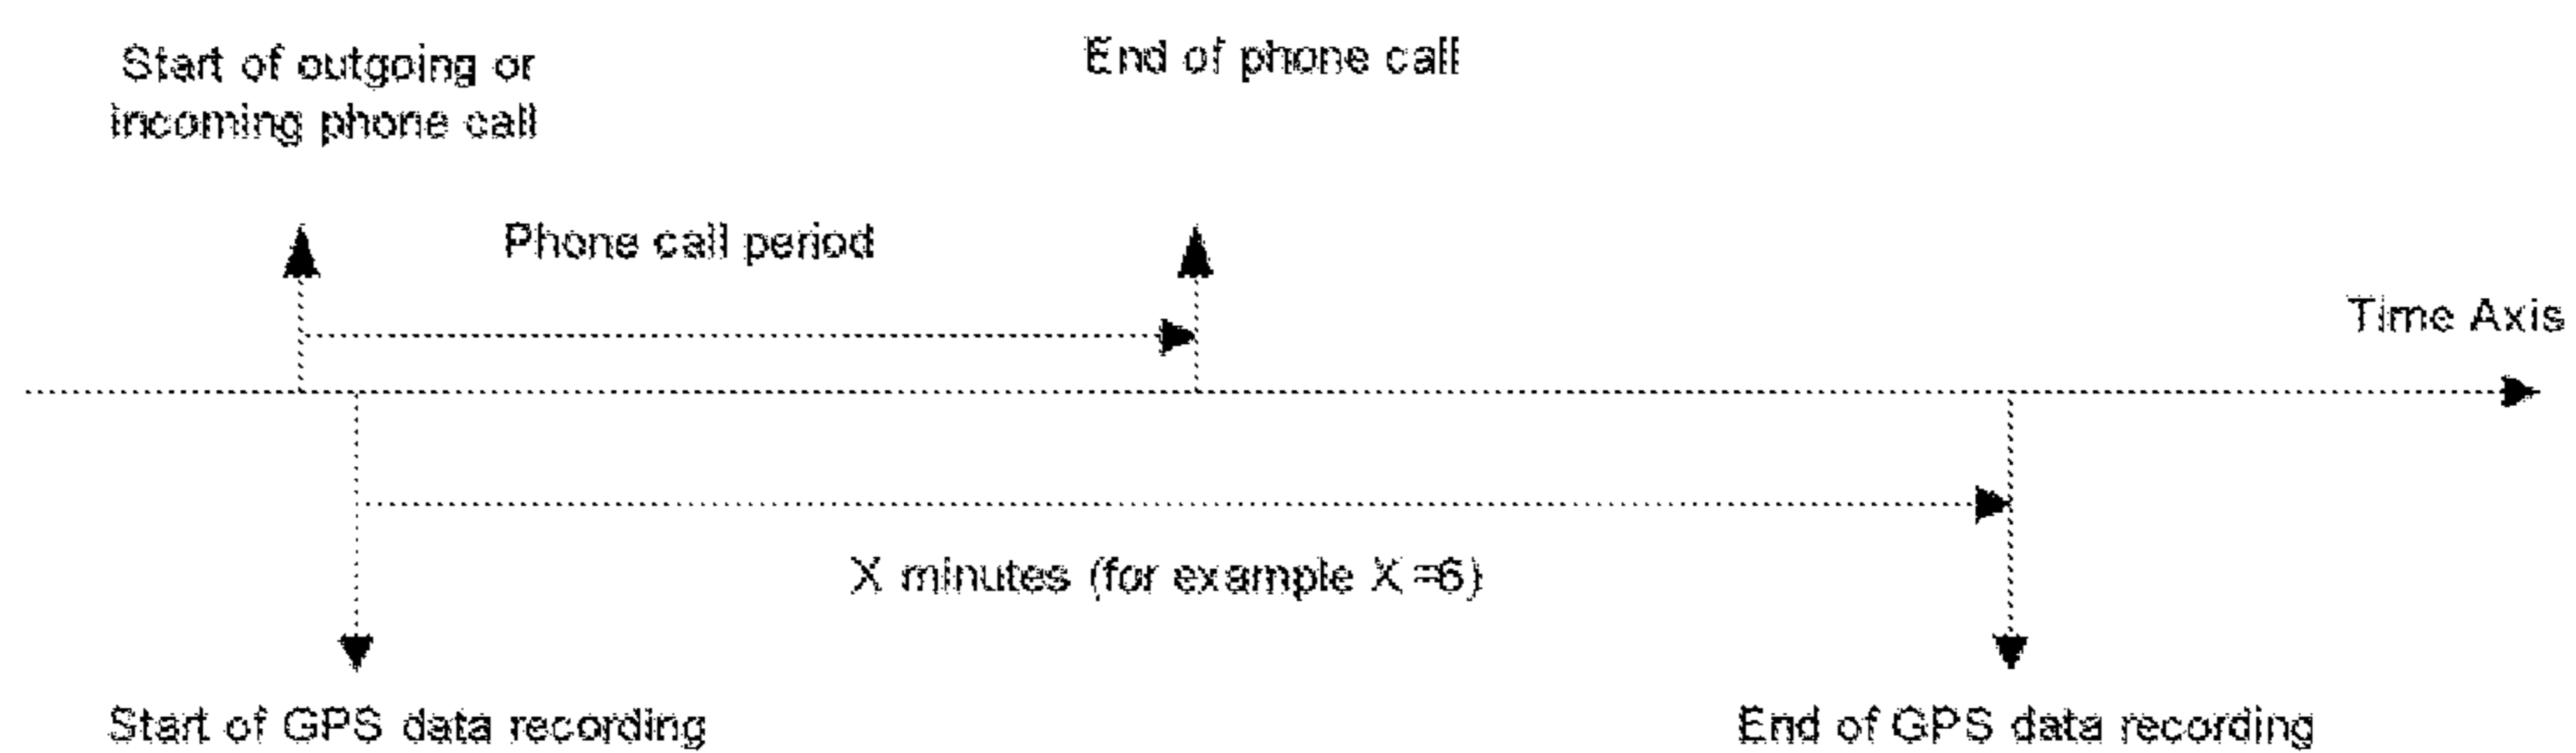 Start of outgoing or
incoming phone call
End of phone call
Phone call period
Time Axis
X minutes (for example X=6)
Start of GPS data recording
End of GPS data recording